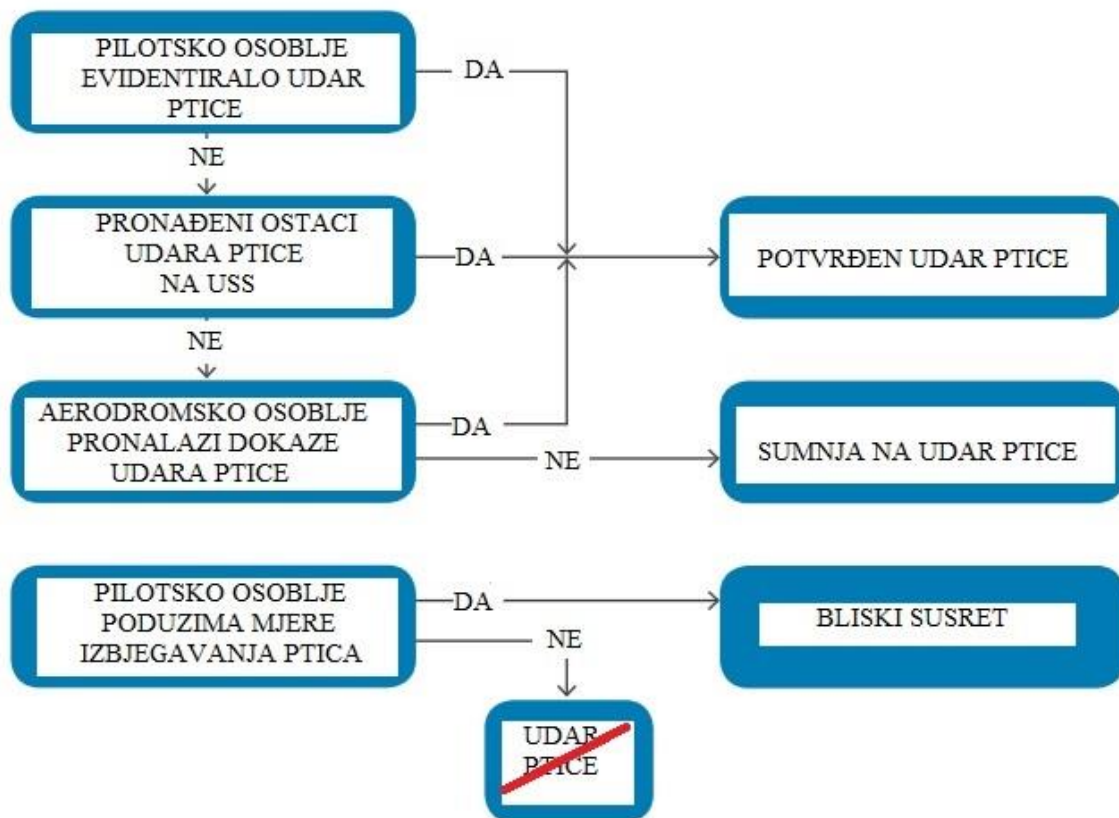 PILOTSKO OSOBLJE
EVIDENTIRALO UDAR
PTICE
DA
NE
PRONAĐENI OSTACI
UDARA PTICE
NA USS
DA
POTVRĐEN UDAR PTICE
NE
AERODROMSKO OSOBLJE
PRONALAZI DOKAZE
UDARA PTICE
DA
NE
SUMNJA NA UDAR PTICE
PILOTSKO OSOBLJE
PODUZIMA MJERE
IZBJEGAVANJA PTICA
DA
NE
BLISKI SUSRET
UDAR
PTICE